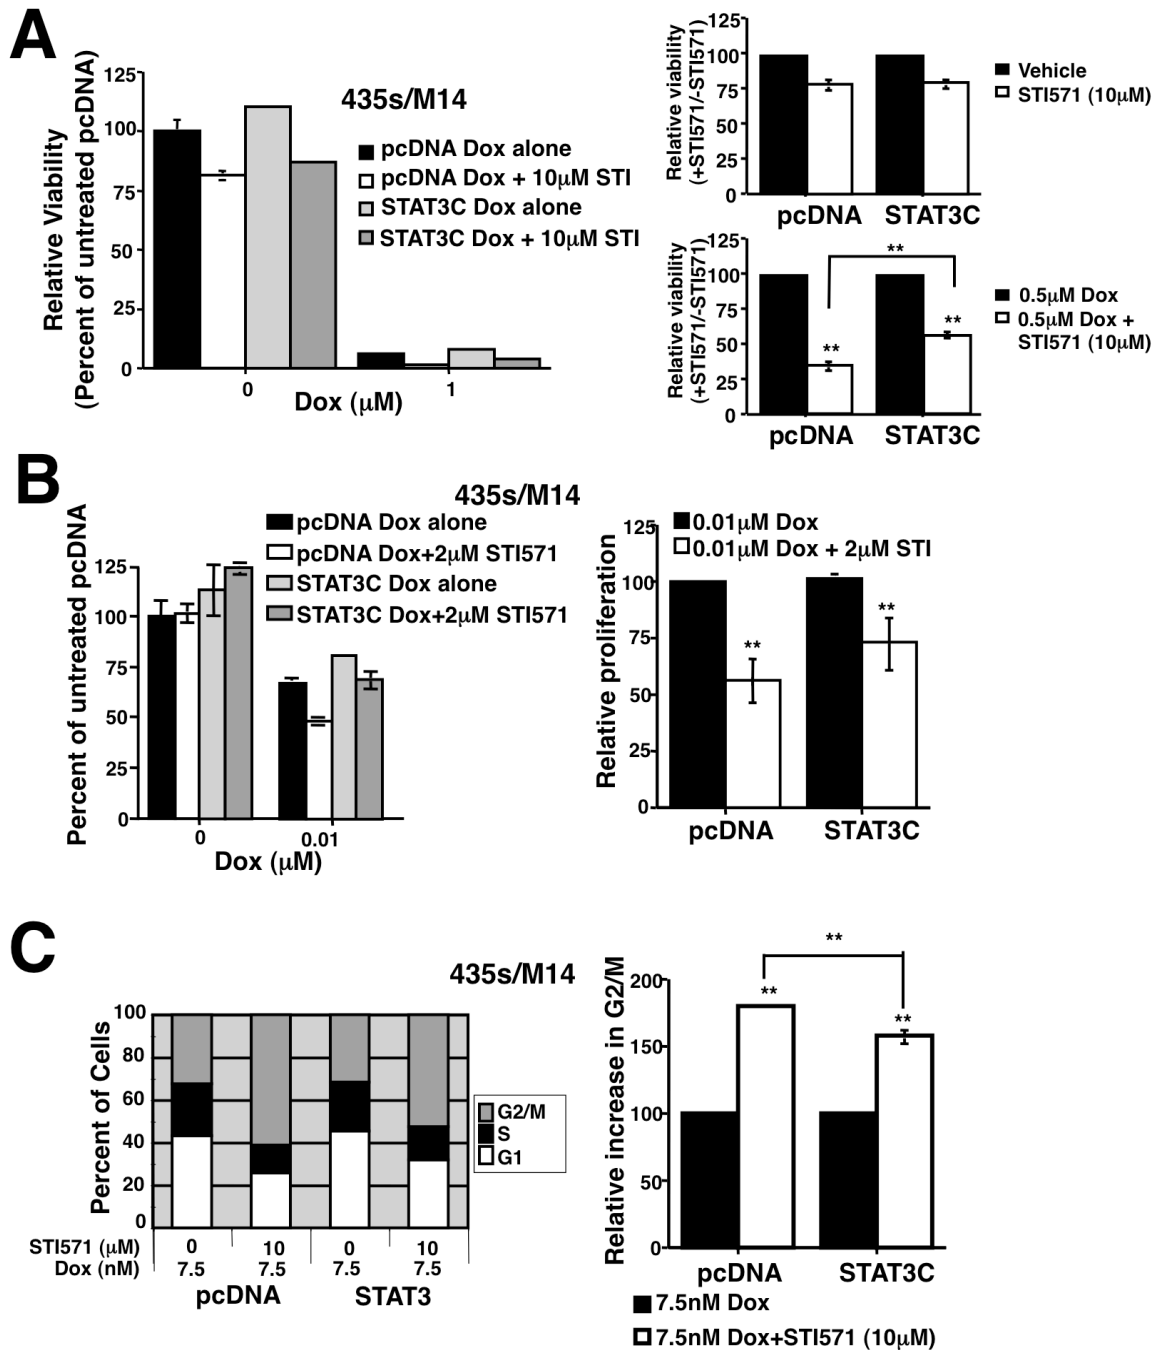 A
Relative Viability
(Percent of untreated pcDNA)
125
100
75
50
25
0
435s/M14
pcDNA Dox alone
pcDNA Dox + 10μM STI
STAT3C Dox alone
STAT3C Dox + 10μM STI
0
1
Dox (μM)
Relative viability
(+STI571/-STI571)
125
100
75
50
25
0
pcDNA
STAT3C
Vehicle
STI571 (10μM)
Relative viability
(+STI571/-STI571)
125
100
75
50
25
0
**
**
**
pcDNA
STAT3C
0.5μM Dox
0.5μM Dox +
STI571 (10μM)
B
435s/M14
Percent of untreated pcDNA
pcDNA Dox alone
pcDNA Dox+2μM STI571
STAT3C Dox alone
STAT3C Dox+2μM STI571
125
100
75
50
25
0
0
0.01
Dox (μM)
Relative proliferation
0.01μM Dox
0.01μM Dox + 2μM STI
125
100
75
50
25
0
**
**
pcDNA
STAT3C
C
435s/M14
Percent of Cells
100
80
60
40
20
0
G2/M
S
G1
STI571 (μM) 0 10 0 10
Dox (nM) 7.5 7.5 7.5 7.5
pcDNA
STAT3
Relative increase in G2/M
200
150
100
50
0
**
**
**
pcDNA
STAT3C
7.5nM Dox
7.5nM Dox+STI571 (10μM)